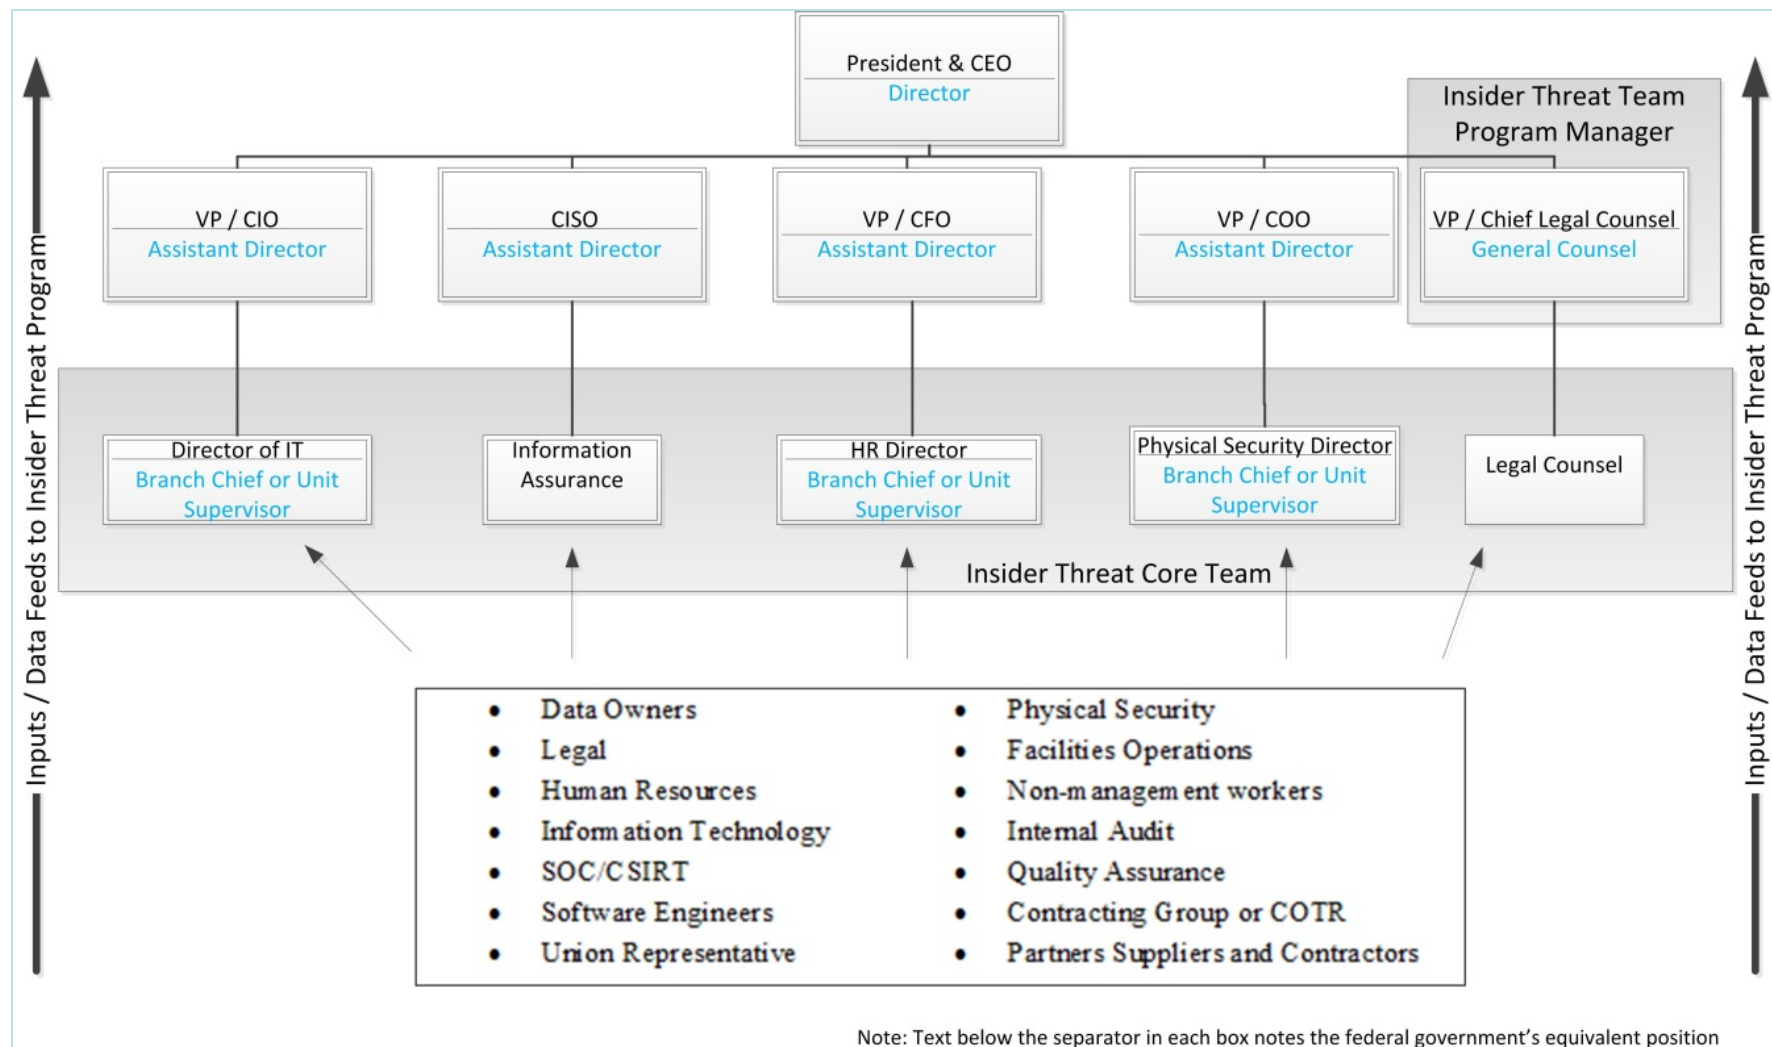 President & CEO
Director
Insider Threat Team
Program Manager
VP / CIO
Assistant Director
CISO
Assistant Director
VP / CFO
Assistant Director
VP / COO
Assistant Director
VP / Chief Legal Counsel
General Counsel
Inputs / Data Feeds to Insider Threat Program
Director of IT
Branch Chief or Unit
Supervisor
Information
Assurance
HR Director
Branch Chief or Unit
Supervisor
Physical Security Director
Branch Chief or Unit
Supervisor
Legal Counsel
Insider Threat Core Team
Inputs / Data Feeds to Insider Threat Program
• Data Owners
• Legal
• Human Resources
• Information Technology
• SOC/CSIRT
• Software Engineers
• Union Representative
• Physical Security
• Facilities Operations
• Non-management workers
• Internal Audit
• Quality Assurance
• Contracting Group or COTR
• Partners Suppliers and Contractors
Note: Text below the separator in each box notes the federal government’s equivalent position